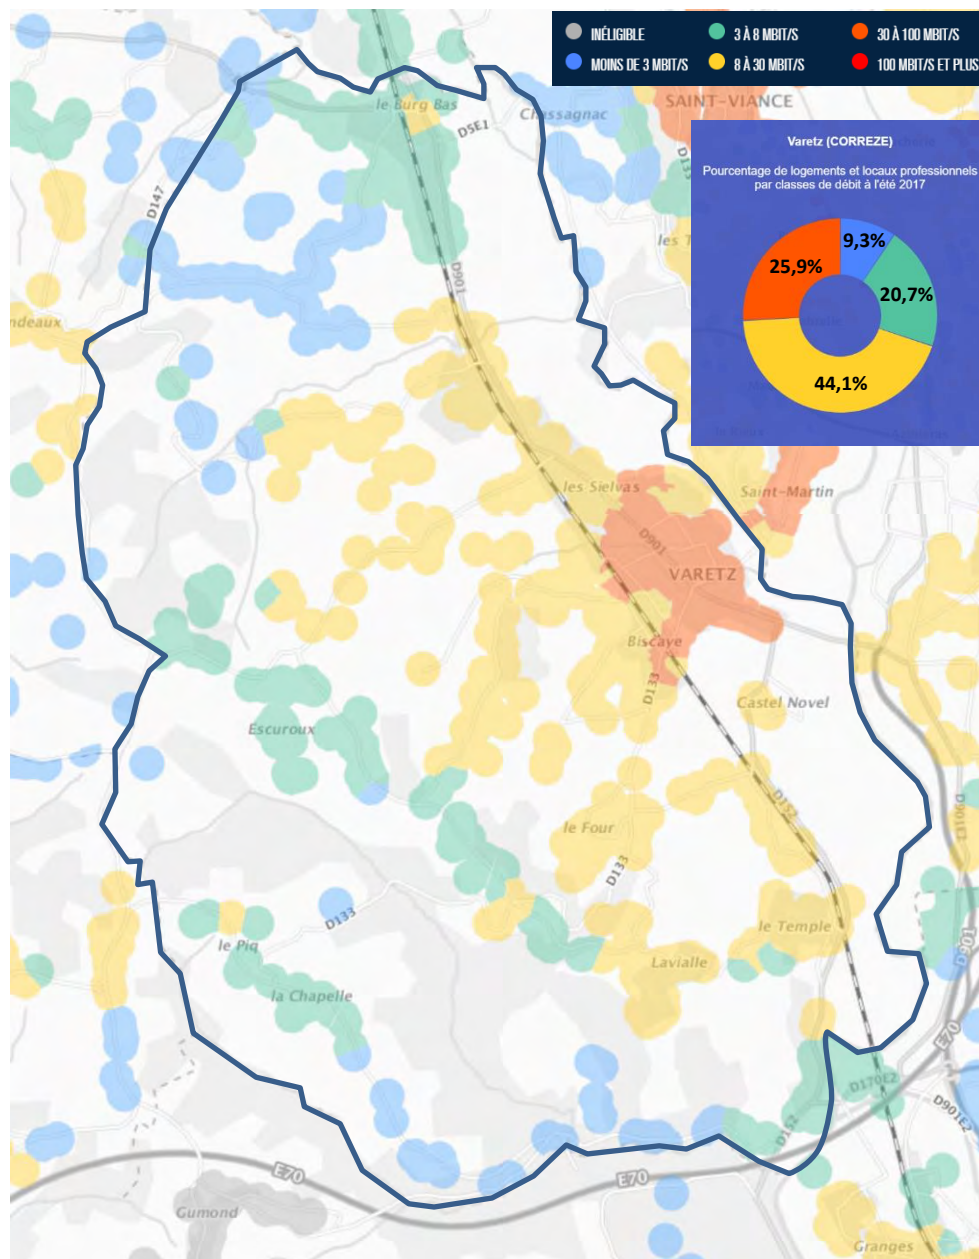 INÉLIGIBLE
3 À 8 MBIT/S
30 À 100 MBIT/S
MOINS DE 3 MBIT/S
8 À 30 MBIT/S
100 MBIT/S ET PLUS
Varetz (CORREZE)
Pourcentage de logements et locaux professionnels
par classes de débit à l'été 2017
9,3%
25,9%
20,7%
44,1%
le Burg Bas
D5E1
Chassagnac
SAINT-VIANCE
D133
D147
D901
les Sielvas
Saint-Martin
D901
VARETZ
Biscaye
D133
Castel Novel
Escuroux
D152
D901E2
le Four
D133
D133
le Piq
le Temple
Lavialle
D901
la Chapelle
E70
D170E2
D901E2
D152
E70
E70
Gumond
Granges